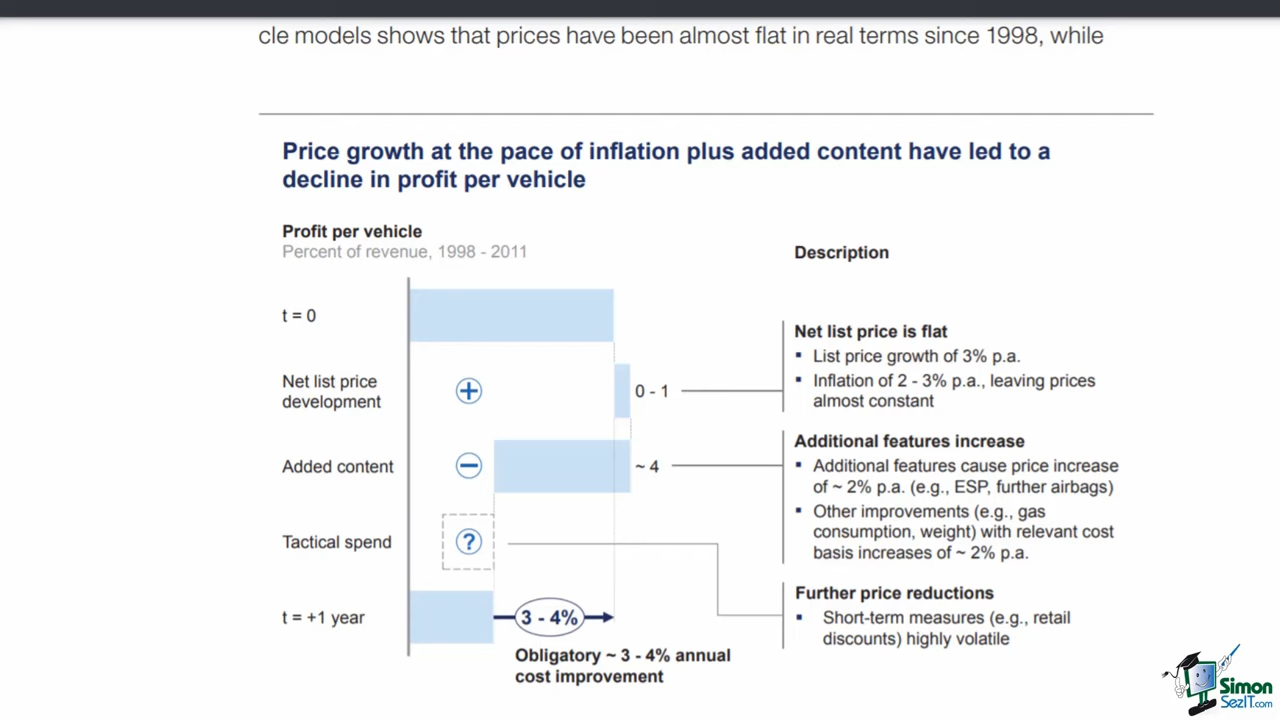 cle models shows that prices have been almost flat in real terms since 1998, while
Price growth at the pace of inflation plus added content have led to a
decline in profit per vehicle
Profit per vehicle
Percent of revenue, 1998 - 2011
Description
t = 0
Net list price
development
+
0 - 1
Net list price is flat
▪ List price growth of 3% p.a.
▪ Inflation of 2 - 3% p.a., leaving prices
almost constant
Added content
−
~ 4
Additional features increase
▪ Additional features cause price increase
of ~ 2% p.a. (e.g., ESP, further airbags)
▪ Other improvements (e.g., gas
consumption, weight) with relevant cost
basis increases of ~ 2% p.a.
Tactical spend
?
Further price reductions
▪ Short-term measures (e.g., retail
discounts) highly volatile
t = +1 year
3 - 4%
Obligatory ~ 3 - 4% annual
cost improvement
Simon
SezIT.com